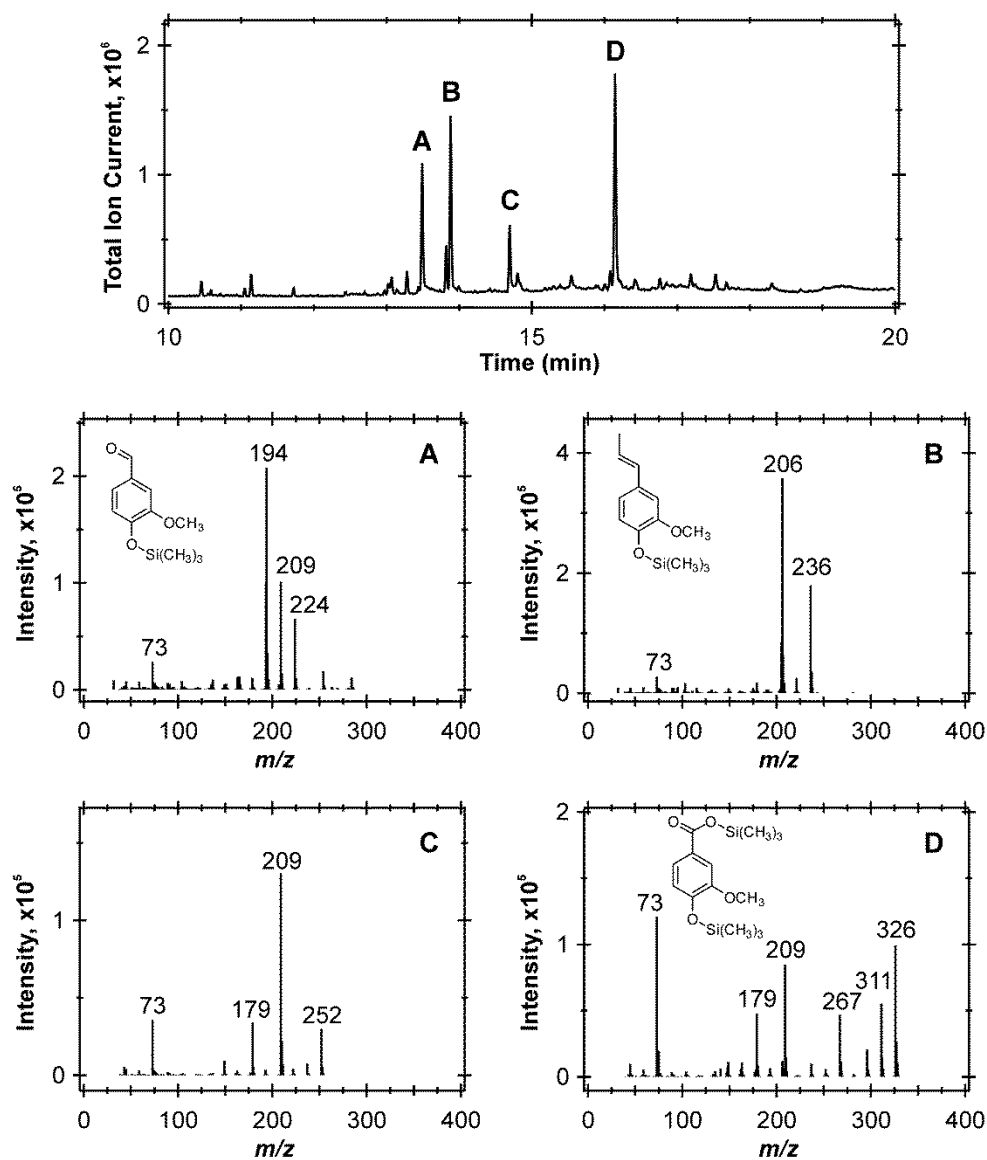 Total Ion Current, x10⁶
2
1
0
A
B
C
D
10
15
20
Time (min)
A
Intensity, x10⁵
2
1
0
O
OCH₃
O
Si(CH₃)₃
194
209
224
73
0
100
200
300
400
m/z
B
Intensity, x10⁵
4
2
0
OCH₃
O
Si(CH₃)₃
206
236
73
0
100
200
300
400
m/z
C
Intensity, x10⁵
1
0
209
73
179
252
0
100
200
300
400
m/z
D
Intensity, x10⁵
2
1
0
O
O
Si(CH₃)₃
OCH₃
O
Si(CH₃)₃
73
179
209
267
311
326
0
100
200
300
400
m/z